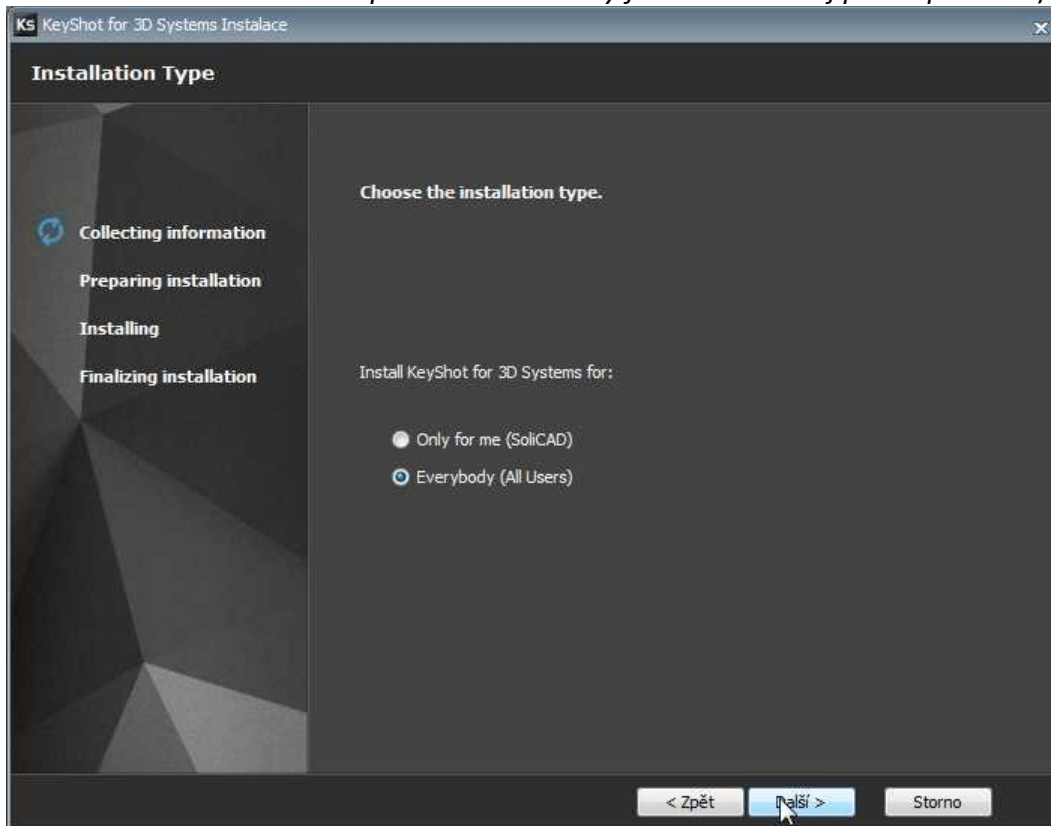 Ks KeyShot for 3D Systems Instalace
Installation Type
Choose the installation type.
Collecting information
Preparing installation
Installing
Finalizing installation
Install KeyShot for 3D Systems for:
Only for me (SoliCAD)
Everybody (All Users)
< Zpět
Další >
Storno